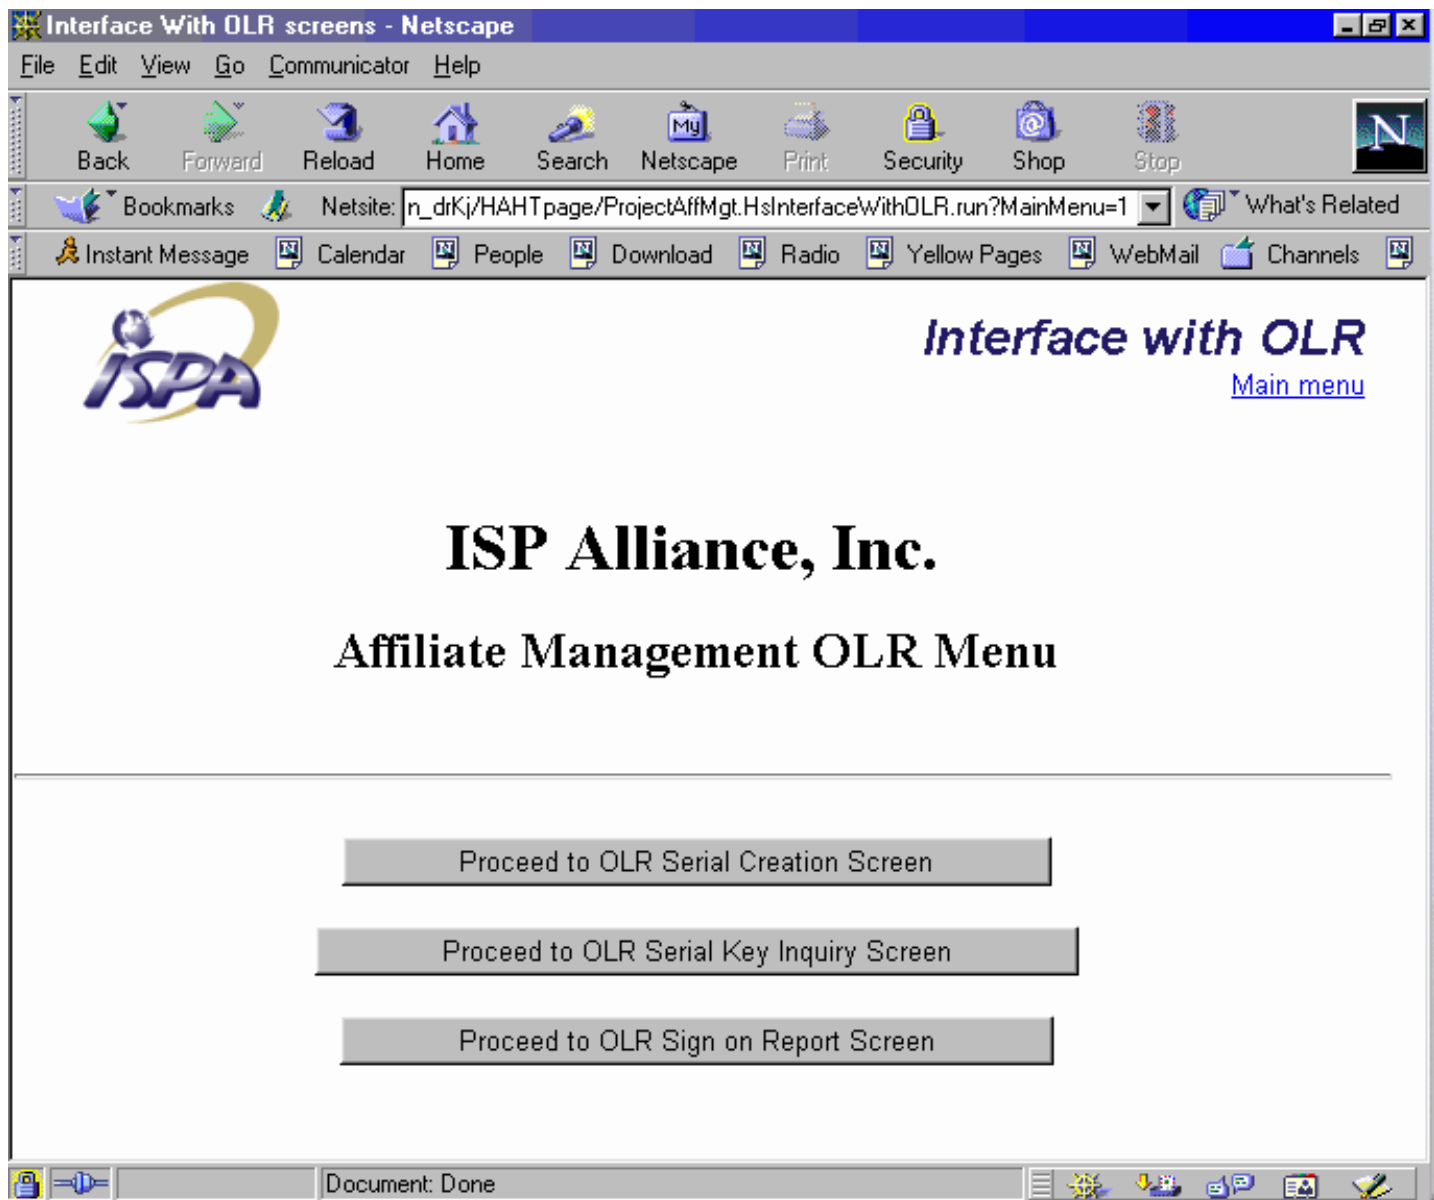 Interface With OLR screens - Netscape
File Edit View Go Communicator Help
Back Forward Reload Home Search My Netscape Print Security Shop Stop N
Bookmarks Netsite: n_drKj/HAHTpage/ProjectAffMgt.HsInterfaceWithOLR.run?MainMenu=1 What's Related
Instant Message Calendar People Download Radio Yellow Pages WebMail Channels
ISPA
Interface with OLR
Main menu
ISP Alliance, Inc.
Affiliate Management OLR Menu
Proceed to OLR Serial Creation Screen
Proceed to OLR Serial Key Inquiry Screen
Proceed to OLR Sign on Report Screen
Document: Done